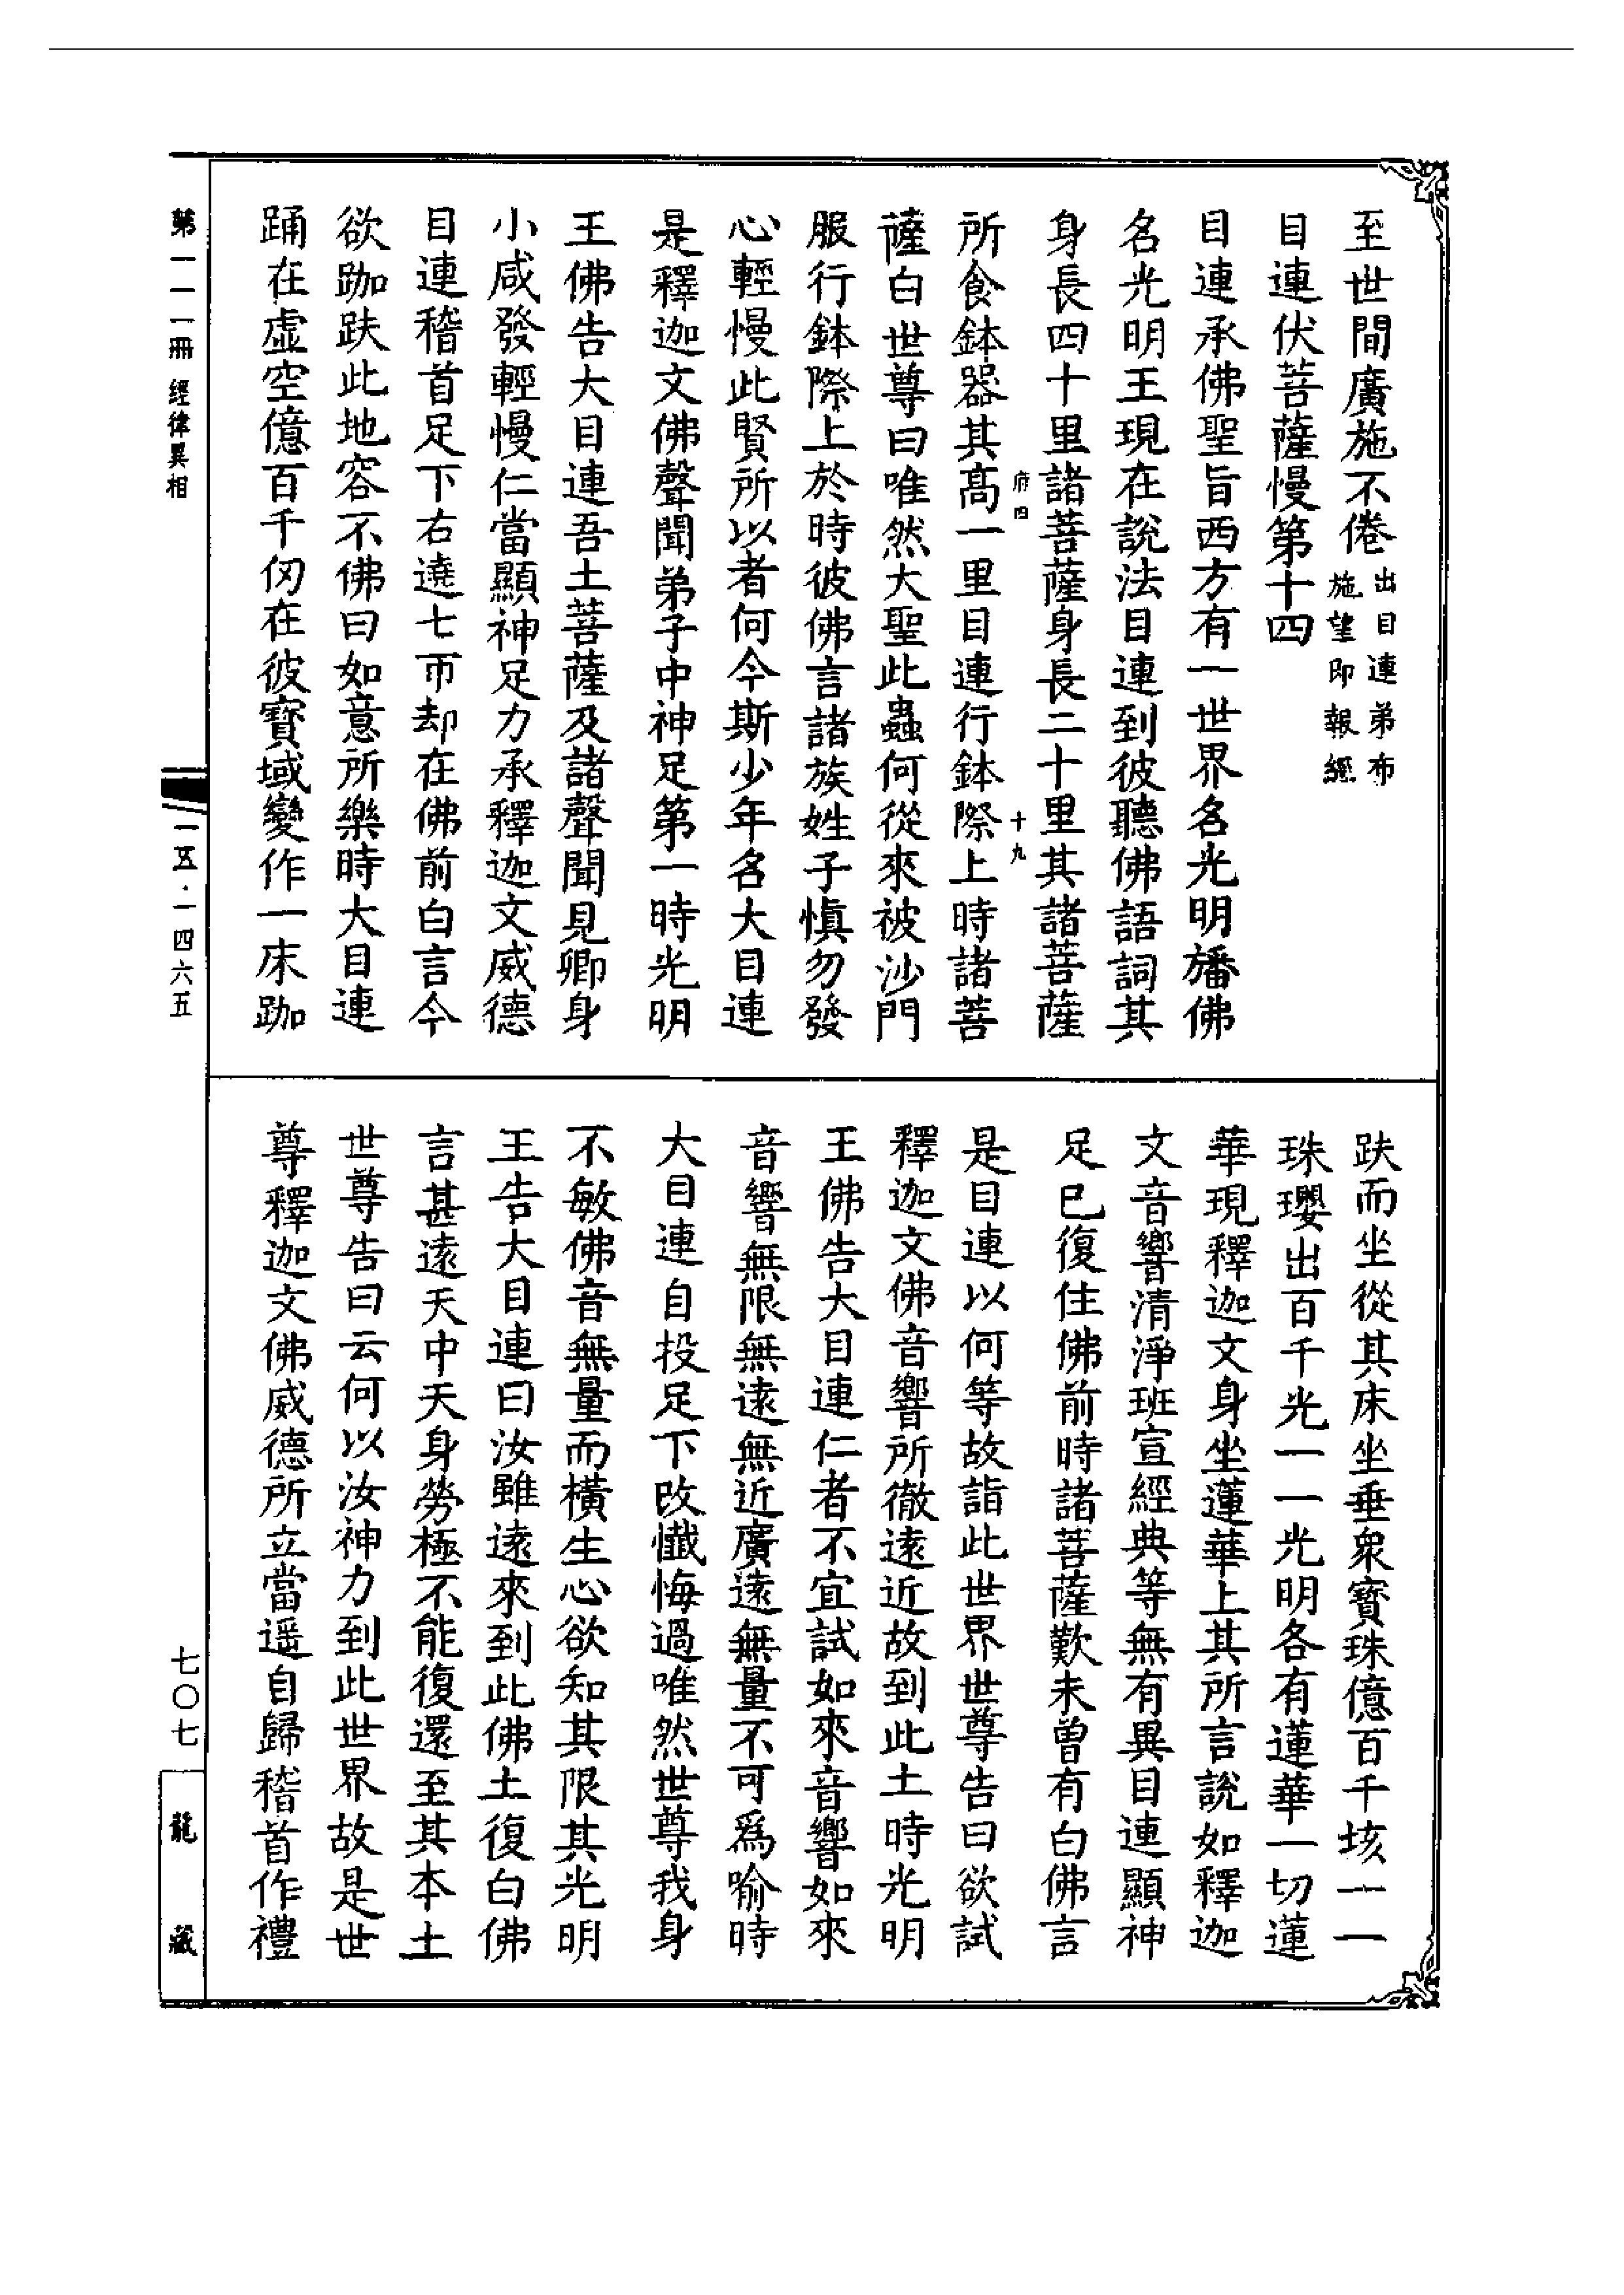 至世間廣施不倦出目連弟布施望即報經
目連伏菩薩慢第十四
目連承佛聖旨西方有一世界名光明旛佛
名光明王現在說法目連到彼聽佛語詞其
身長四十里諸菩薩身長二十里其諸菩薩
府四　十九
所食鉢器其髙一里目連行鉢際上時諸菩
薩白世尊曰唯然大聖此蟲何從來被沙門
服行鉢際上於時彼佛言諸族姓子慎勿發
心輕慢此賢所以者何今斯少年名大目連
是釋迦文佛聲聞弟子中神足第一時光明
王佛告大目連吾土菩薩及諸聲聞見卿身
小咸發輕慢仁當顯神足力承釋迦文威德
目連稽首足下右遶七帀却在佛前白言今
欲跏趺此地容不佛曰如意所樂時大目連
踊在虛空億百千仞在彼寶域變作一床跏
趺而坐從其床坐垂衆寶珠億百千垓一一
珠瓔出百千光一一光明各有蓮華一切蓮
華現釋迦文身坐蓮華上其所言說如釋迦
文音響清淨班宣經典等無有異目連顯神
足已復住佛前時諸菩薩歎未曾有白佛言
是目連以何等故詣此世界世尊告曰欲試
釋迦文佛音響所徹遠近故到此土時光明
王佛告大目連仁者不宜試如來音響如來
音響無限無遠無近廣遠無量不可爲喻時
大目連自投足下改懺悔過唯然世尊我身
不敏佛音無量而橫生心欲知其限其光明
王告大目連曰汝雖遠來到此佛土復白佛
言甚遠天中天身勞極不能復還至其本土
世尊告曰云何以汝神力到此世界故是世
尊釋迦文佛威德所立當遥自歸稽首作禮
第一一一冊　經律異相
一五·一四六五
七〇七
龍藏